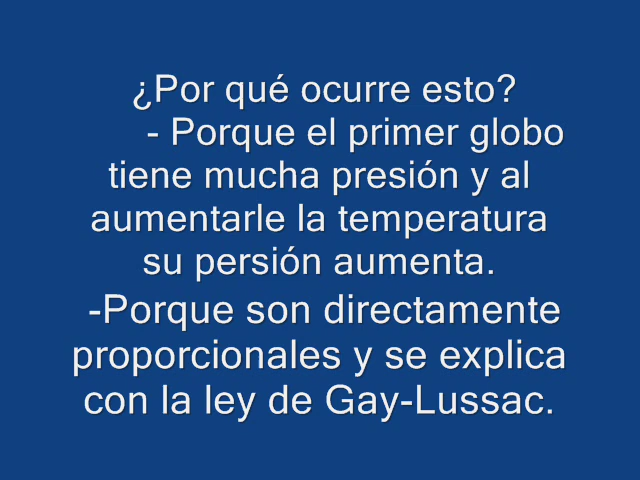 ¿Por qué ocurre esto?
- Porque el primer globo
tiene mucha presión y al
aumentarle la temperatura
su persión aumenta.
-Porque son directamente
proporcionales y se explica
con la ley de Gay-Lussac.